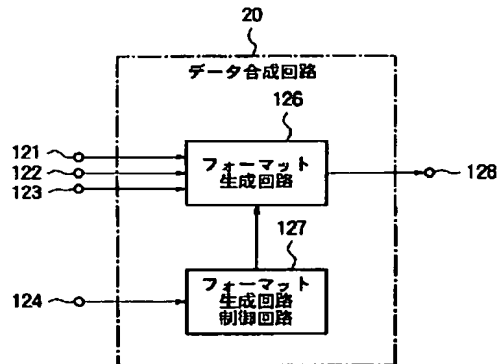 20
データ合成回路
126
121
122
123
フォーマット
生成回路
128
127
124
フォーマット
生成回路
制御回路